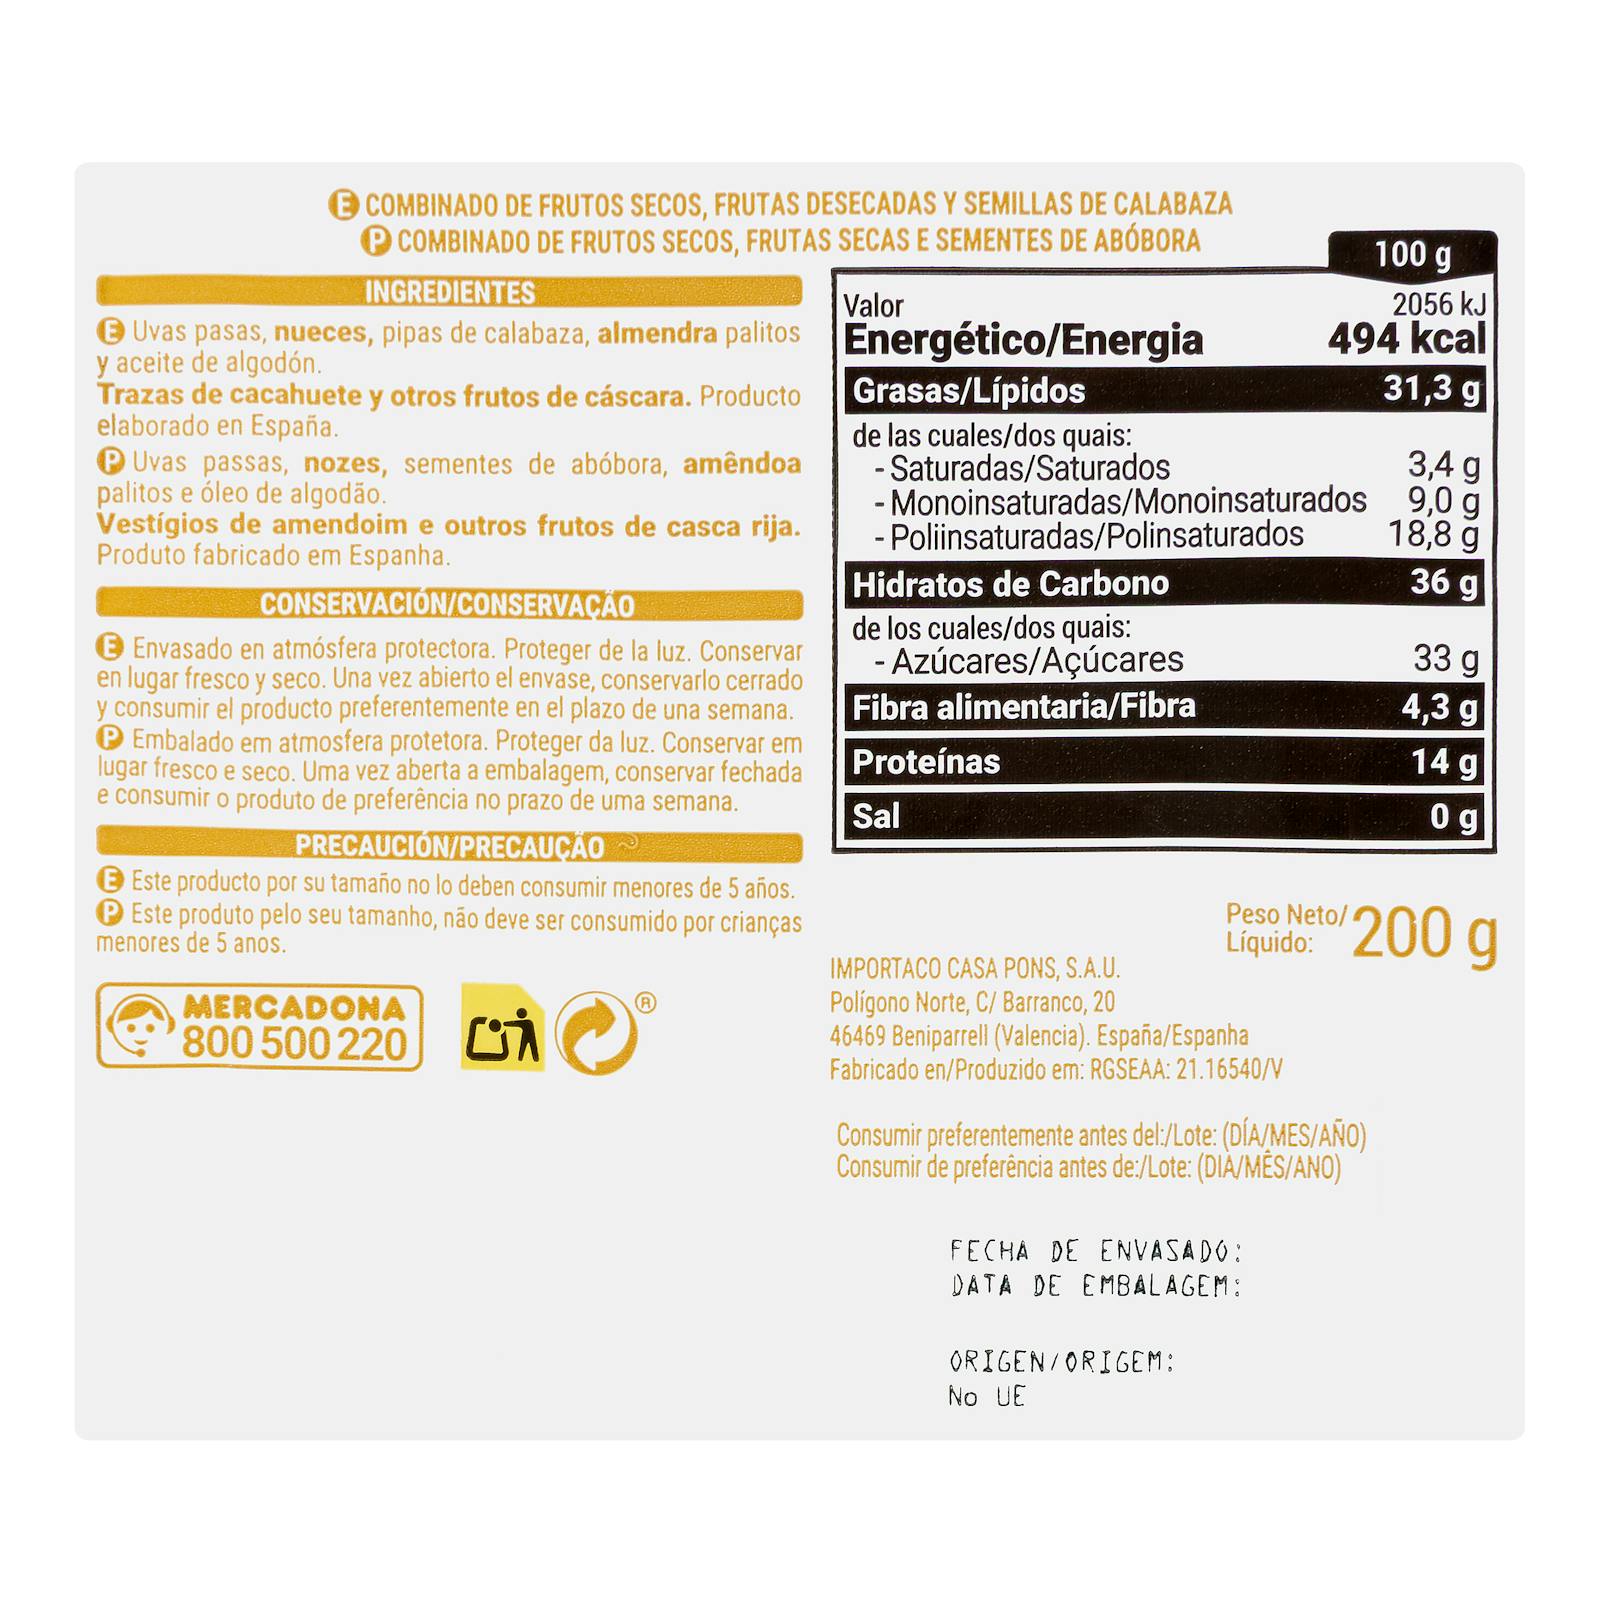 E COMBINADO DE FRUTOS SECOS, FRUTAS DESECADAS Y SEMILLAS DE CALABAZA
P COMBINADO DE FRUTOS SECOS, FRUTAS SECAS E SEMENTES DE ABÓBORA
INGREDIENTES
E Uvas pasas, nueces, pipas de calabaza, almendra palitos
y aceite de algodón.
Trazas de cacahuete y otros frutos de cáscara. Producto
elaborado en España.
P Uvas passas, nozes, sementes de abóbora, amêndoa
palitos e óleo de algodão.
Vestígios de amendoim e outros frutos de casca rija.
Produto fabricado em Espanha.
CONSERVACIÓN/CONSERVAÇÃO
E Envasado en atmósfera protectora. Proteger de la luz. Conservar
en lugar fresco y seco. Una vez abierto el envase, conservarlo cerrado
y consumir el producto preferentemente en el plazo de una semana.
P Embalado em atmosfera protetora. Proteger da luz. Conservar em
lugar fresco e seco. Uma vez aberta a embalagem, conservar fechada
e consumir o produto de preferência no prazo de uma semana.
PRECAUCIÓN/PRECAUÇÃO
E Este producto por su tamaño no lo deben consumir menores de 5 años.
P Este produto pelo seu tamanho, não deve ser consumido por crianças
menores de 5 anos.
MERCADONA
800 500 220
®
100 g
Valor 2056 kJ
Energético/Energia 494 kcal
Grasas/Lípidos 31,3 g
de las cuales/dos quais:
- Saturadas/Saturados 3,4 g
- Monoinsaturadas/Monoinsaturados 9,0 g
- Poliinsaturadas/Polinsaturados 18,8 g
Hidratos de Carbono 36 g
de los cuales/dos quais:
- Azúcares/Açúcares 33 g
Fibra alimentaria/Fibra 4,3 g
Proteínas 14 g
Sal 0 g
Peso Neto/
Líquido: 200 g
IMPORTACO CASA PONS, S.A.U.
Polígono Norte, C/ Barranco, 20
46469 Beniparrell (Valencia). España/Espanha
Fabricado en/Produzido em: RGSEAA: 21.16540/V
Consumir preferentemente antes del:/Lote: (DÍA/MES/AÑO)
Consumir de preferência antes de:/Lote: (DIA/MÊS/ANO)
FECHA DE ENVASADO:
DATA DE EMBALAGEM:
ORIGEN/ORIGEM:
No UE